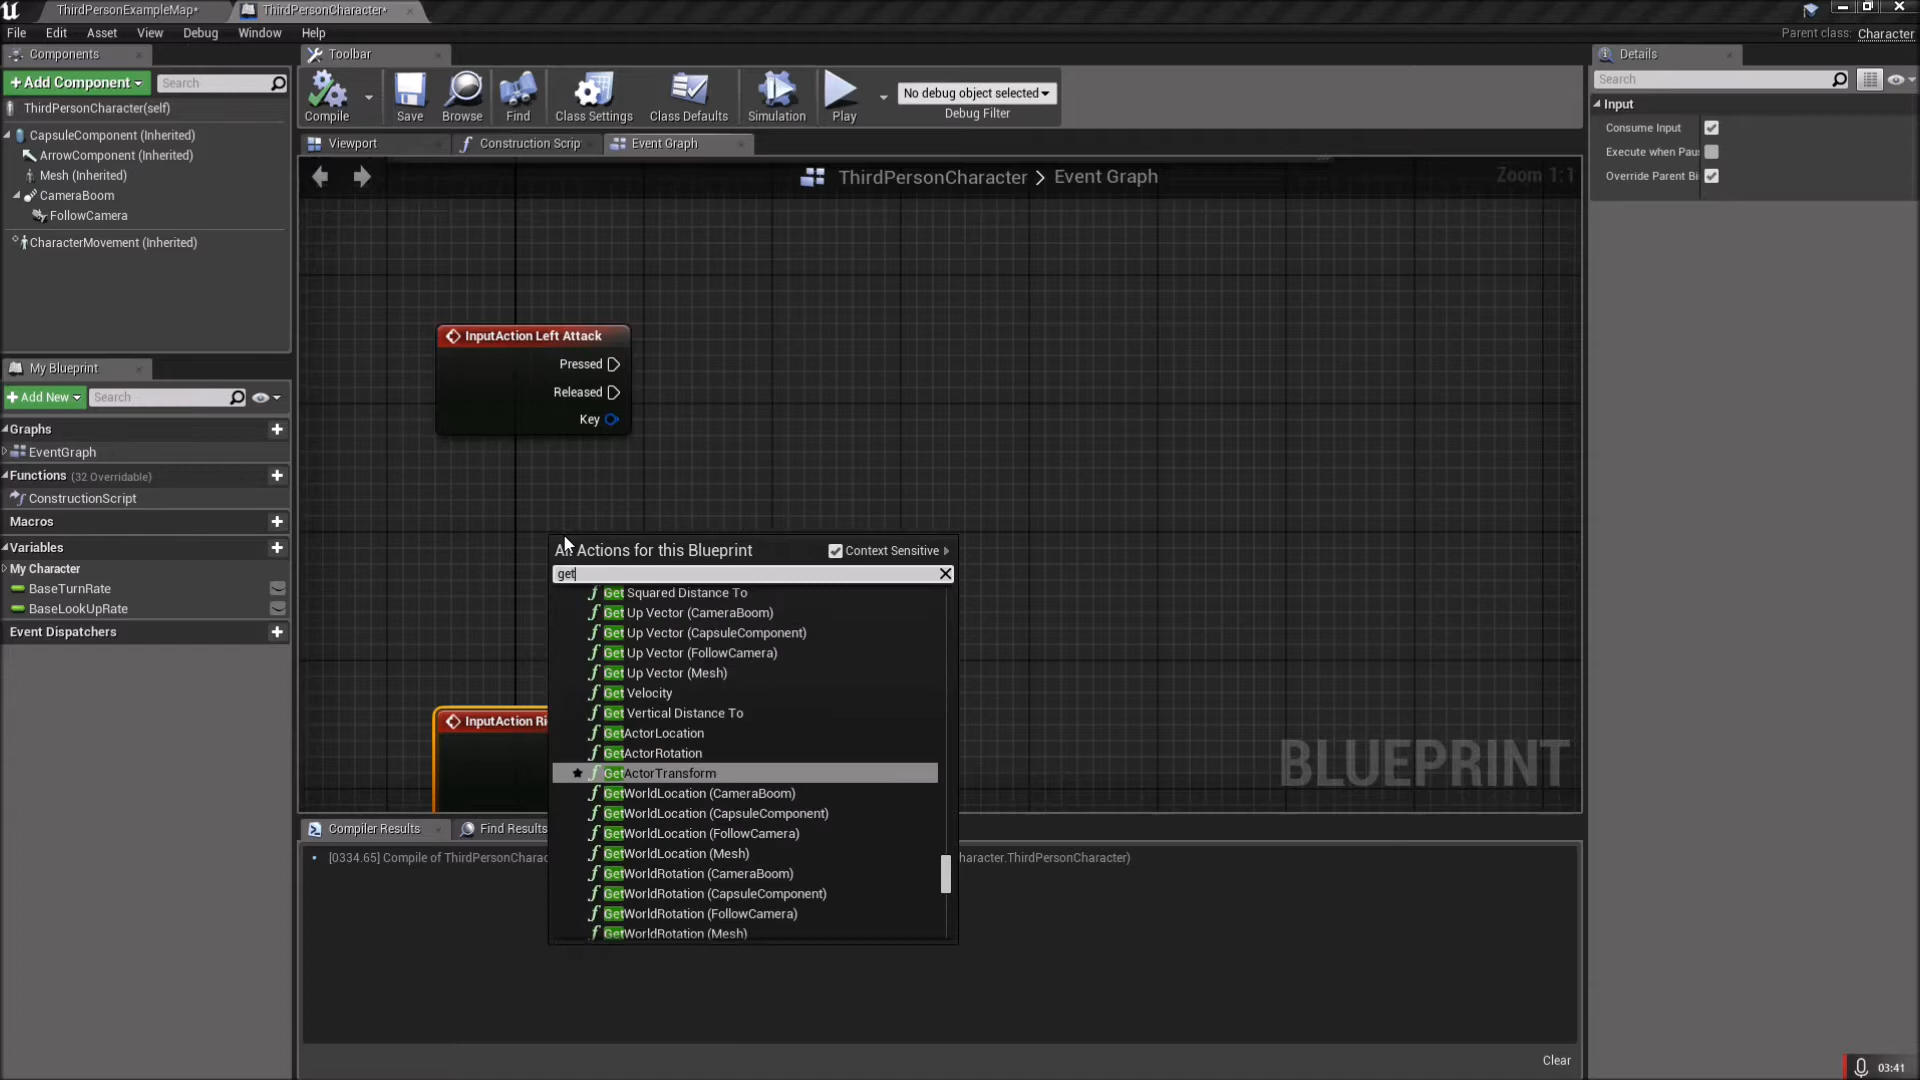 ThirdPersonExampleMap*
ThirdPersonCharacter*
File Edit Asset View Debug Window Help
Parent class: Character
Components
+Add Component
Search
ThirdPersonCharacter(self)
CapsuleComponent (Inherited)
ArrowComponent (Inherited)
Mesh (Inherited)
CameraBoom
FollowCamera
CharacterMovement (Inherited)
My Blueprint
+Add New
Search
Graphs
EventGraph
Functions (32 Overridable)
ConstructionScript
Macros
Variables
My Character
BaseTurnRate
BaseLookUpRate
Event Dispatchers
Toolbar
Compile
Save
Browse
Find
Class Settings
Class Defaults
Simulation
Play
No debug object selected
Debug Filter
Viewport
Construction Scrip
Event Graph
ThirdPersonCharacter > Event Graph
Zoom 1:1
InputAction Left Attack
Pressed
Released
Key
InputAction Ri
All Actions for this Blueprint
Context Sensitive
get
Get Squared Distance To
Get Up Vector (CameraBoom)
Get Up Vector (CapsuleComponent)
Get Up Vector (FollowCamera)
Get Up Vector (Mesh)
Get Velocity
Get Vertical Distance To
GetActorLocation
GetActorRotation
GetActorTransform
GetWorldLocation (CameraBoom)
GetWorldLocation (CapsuleComponent)
GetWorldLocation (FollowCamera)
GetWorldLocation (Mesh)
GetWorldRotation (CameraBoom)
GetWorldRotation (CapsuleComponent)
GetWorldRotation (FollowCamera)
GetWorldRotation (Mesh)
BLUEPRINT
Compiler Results
Find Results
[0334.65] Compile of ThirdPersonCharac
haracter.ThirdPersonCharacter)
Clear
Details
Search
Input
Consume Input
Execute when Pau
Override Parent Bi
03:41